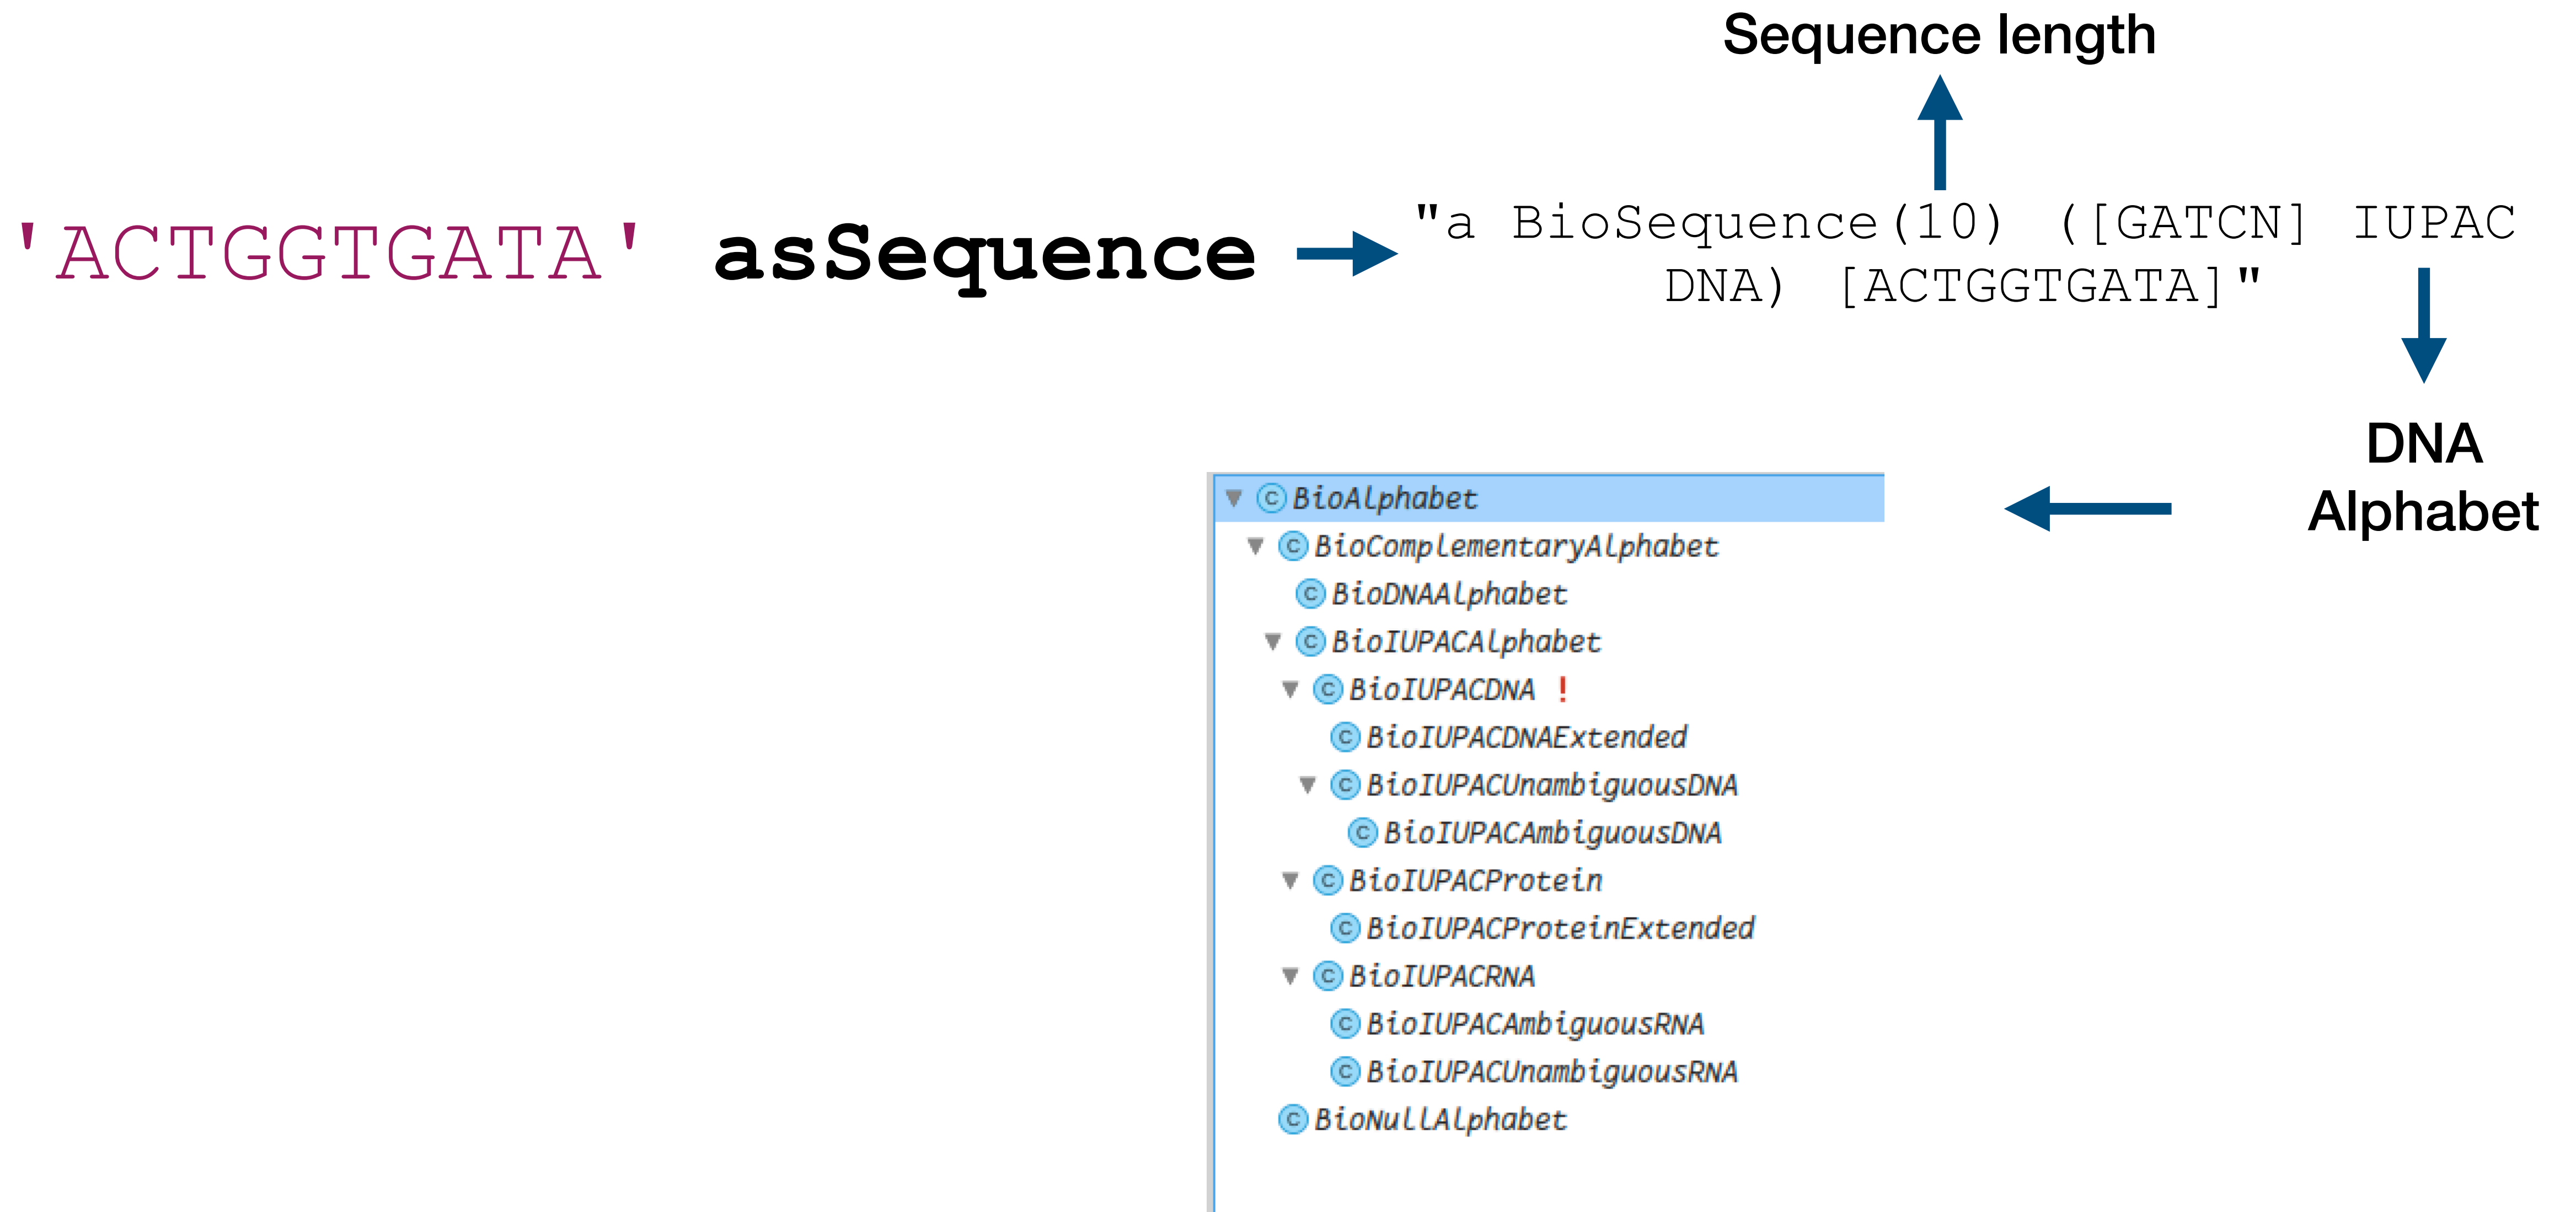 Sequence length
'ACTGGTGATA' asSequence
"a BioSequence(10) ([GATCN] IUPAC
DNA) [ACTGGTGATA]"
DNA
Alphabet
BioAlphabet
BioComplementaryAlphabet
BioDNAAlphabet
BioIUPACAlphabet
BioIUPACDNA !
BioIUPACDNAExtended
BioIUPACUnambiguousDNA
BioIUPACAmbiguousDNA
BioIUPACProtein
BioIUPACProteinExtended
BioIUPACRNA
BioIUPACAmbiguousRNA
BioIUPACUnambiguousRNA
BioNullAlphabet